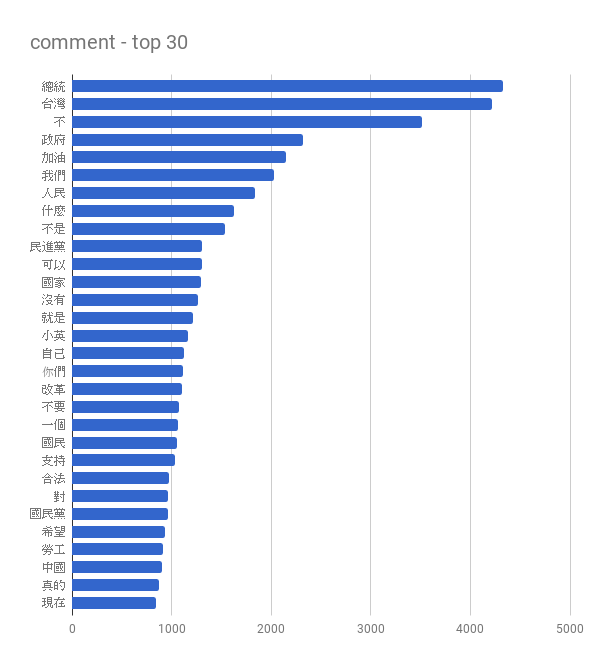 comment - top 30
總統
台灣
不
政府
加油
我們
人民
什麼
不是
民進黨
可以
國家
沒有
就是
小英
自己
你們
改革
不要
一個
國民
支持
合法
對
國民黨
希望
勞工
中國
真的
現在
0 1000 2000 3000 4000 5000